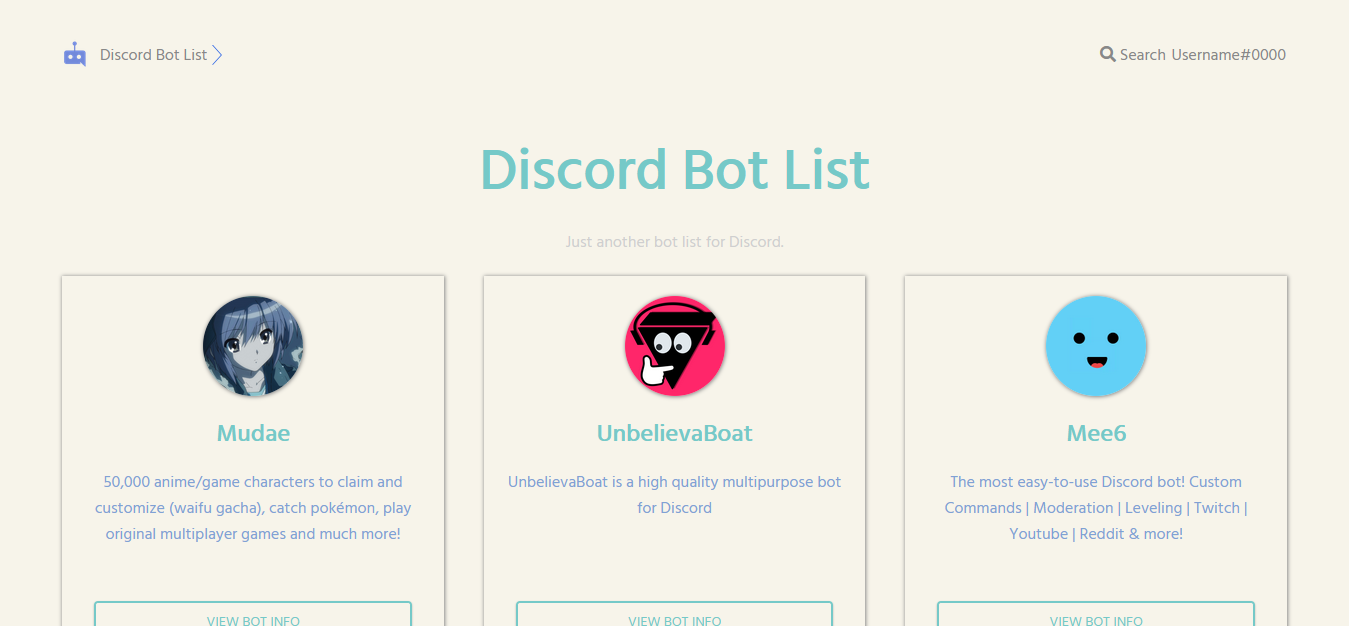 Discord Bot List
Search Username#0000
Discord Bot List
Just another bot list for Discord.
Mudae
50,000 anime/game characters to claim and
customize (waifu gacha), catch pokémon, play
original multiplayer games and much more!
VIEW BOT INFO
UnbelievaBoat
UnbelievaBoat is a high quality multipurpose bot
for Discord
VIEW BOT INFO
Mee6
The most easy-to-use Discord bot! Custom
Commands | Moderation | Leveling | Twitch |
Youtube | Reddit & more!
VIEW BOT INFO